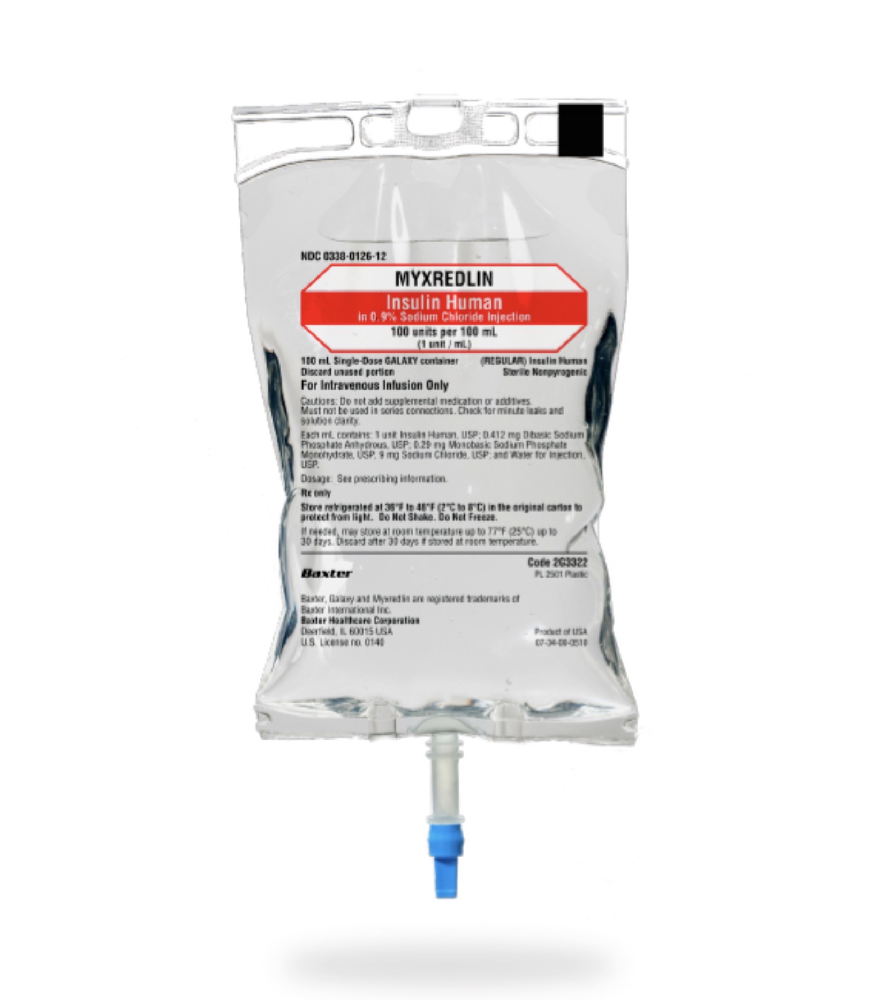 NDC 0338-0126-12
MYXREDLIN
Insulin Human
in 0.9% Sodium Chloride Injection
100 units per 100 mL
(1 unit / mL)
100 mL Single-Dose GALAXY container (REGULAR) Insulin Human
Discard unused portion Sterile Nonpyrogenic
For Intravenous Infusion Only
Cautions: Do not add supplemental medication or additives.
Must not be used in series connections. Check for minute leaks and
solution clarity.
Each mL contains: 1 unit Insulin Human, USP; 0.412 mg Dibasic Sodium
Phosphate Anhydrous, USP; 0.29 mg Monobasic Sodium Phosphate
Monohydrate, USP; 9 mg Sodium Chloride, USP; and Water for Injection,
USP.
Dosage: See prescribing information.
Rx only
Store refrigerated at 36°F to 46°F (2°C to 8°C) in the original carton to
protect from light. Do Not Shake. Do Not Freeze.
If needed, may store at room temperature up to 77°F (25°C) up to
30 days. Discard after 30 days if stored at room temperature.
Code 2G3322
Baxter PL 2501 Plastic
Baxter, Galaxy and Myxredlin are registered trademarks of
Baxter International Inc.
Baxter Healthcare Corporation
Deerfield, IL 60015 USA Product of USA
U.S. License no. 0140 07-34-00-0510